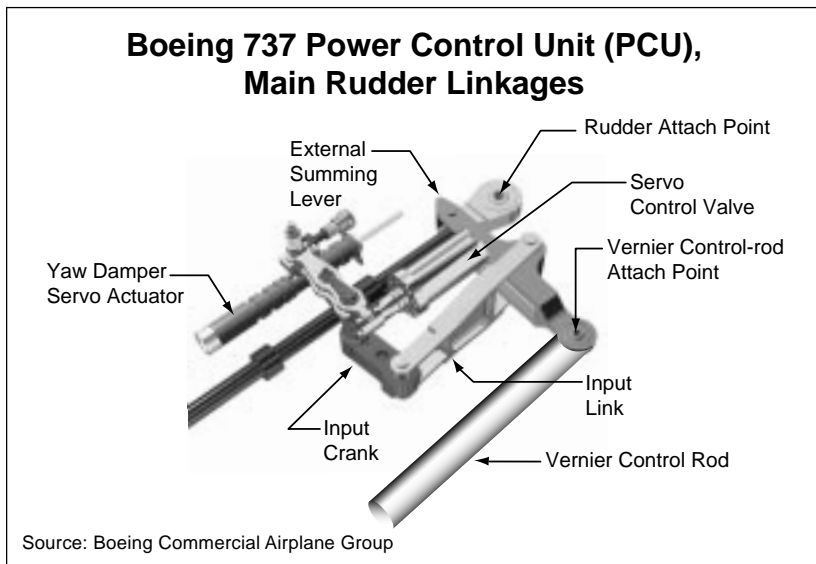 Boeing 737 Power Control Unit (PCU),
Main Rudder Linkages
Rudder Attach Point
External
Summing
Lever
Servo
Control Valve
Vernier Control-rod
Attach Point
Yaw Damper
Servo Actuator
Input
Link
Input
Crank
Vernier Control Rod
Source: Boeing Commercial Airplane Group